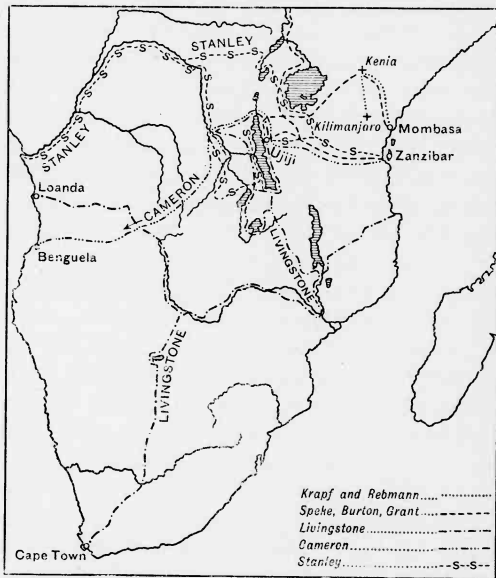 STANLEY
Kenia
Kilimanjaro
Mombasa
Zanzibar
Ujiji
STANLEY
Loanda
CAMERON
Benguela
LIVINGSTONE
LIVINGSTONE
Cape Town
Krapf and Rebmann
Speke, Burton, Grant
Livingstone
Cameron
Stanley -S-S-